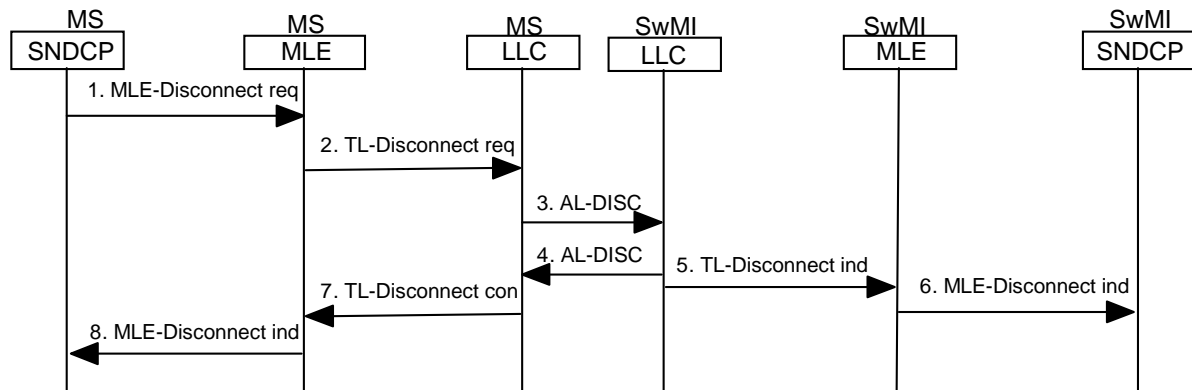 MS
SNDCP
MS
MLE
MS
LLC
SwMI
LLC
SwMI
MLE
SwMI
SNDCP
1. MLE-Disconnect req
2. TL-Disconnect req
3. AL-DISC
4. AL-DISC
5. TL-Disconnect ind
6. MLE-Disconnect ind
7. TL-Disconnect con
8. MLE-Disconnect ind